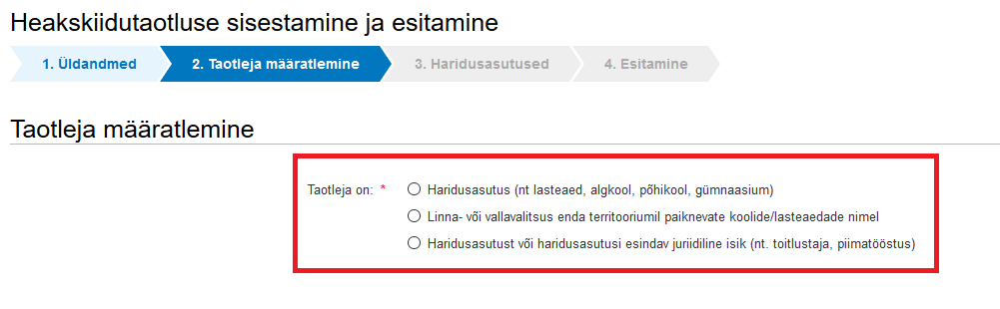 Heakskiidutaotluse sisestamine ja esitamine
1. Üldandmed 2. Taotleja määratlemine 3. Haridusasutused 4. Esitamine
Taotleja määratlemine
Taotleja on: * Haridusasutus (nt lasteaed, algkool, põhikool, gümnaasium)
Linna- või vallavalitsus enda territooriumil paiknevate koolide/lasteaedade nimel
Haridusasutust või haridusasutusi esindav juriidiline isik (nt. toitlustaja, piimatööstus)